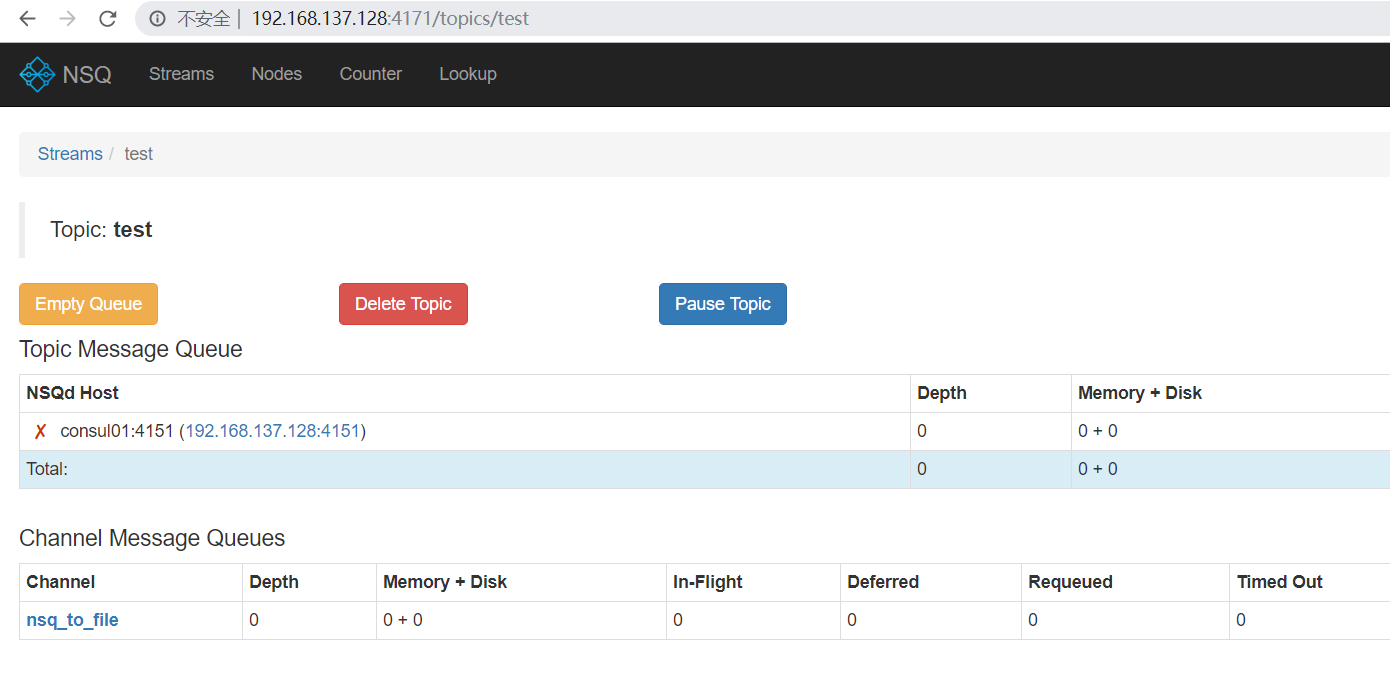 不安全 | 192.168.137.128:4171/topics/test
NSQ Streams Nodes Counter Lookup
Streams / test
Topic: test
Empty Queue Delete Topic Pause Topic
Topic Message Queue
NSQd Host Depth Memory + Disk
✗ consul01:4151 (192.168.137.128:4151) 0 0 + 0
Total: 0 0 + 0
Channel Message Queues
Channel Depth Memory + Disk In-Flight Deferred Requeued Timed Out
nsq_to_file 0 0 + 0 0 0 0 0